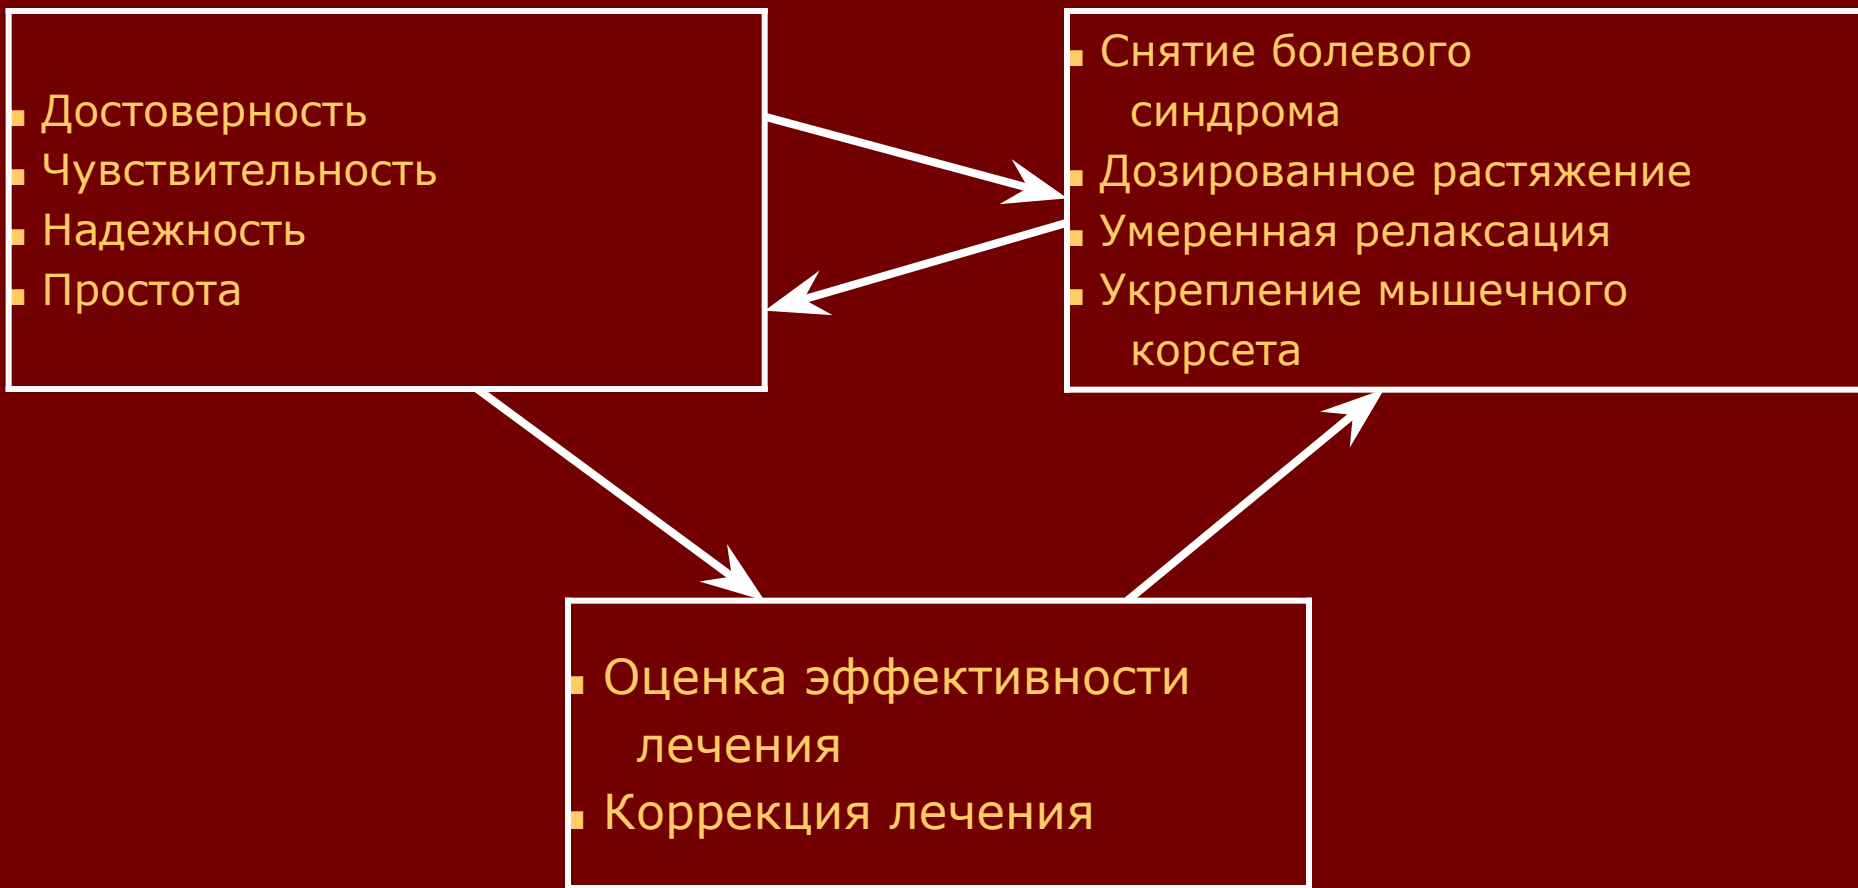 Достоверность
Чувствительность
Надежность
Простота
Снятие болевого
синдрома
Дозированное растяжение
Умеренная релаксация
Укрепление мышечного
корсета
Оценка эффективности
лечения
Коррекция лечения